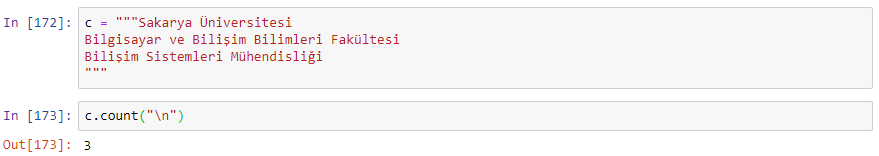 In [172]: c = """Sakarya Üniversitesi
Bilgisayar ve Bilişim Bilimleri Fakültesi
Bilişim Sistemleri Mühendisliği
"""
In [173]: c.count("\n")
Out[173]: 3